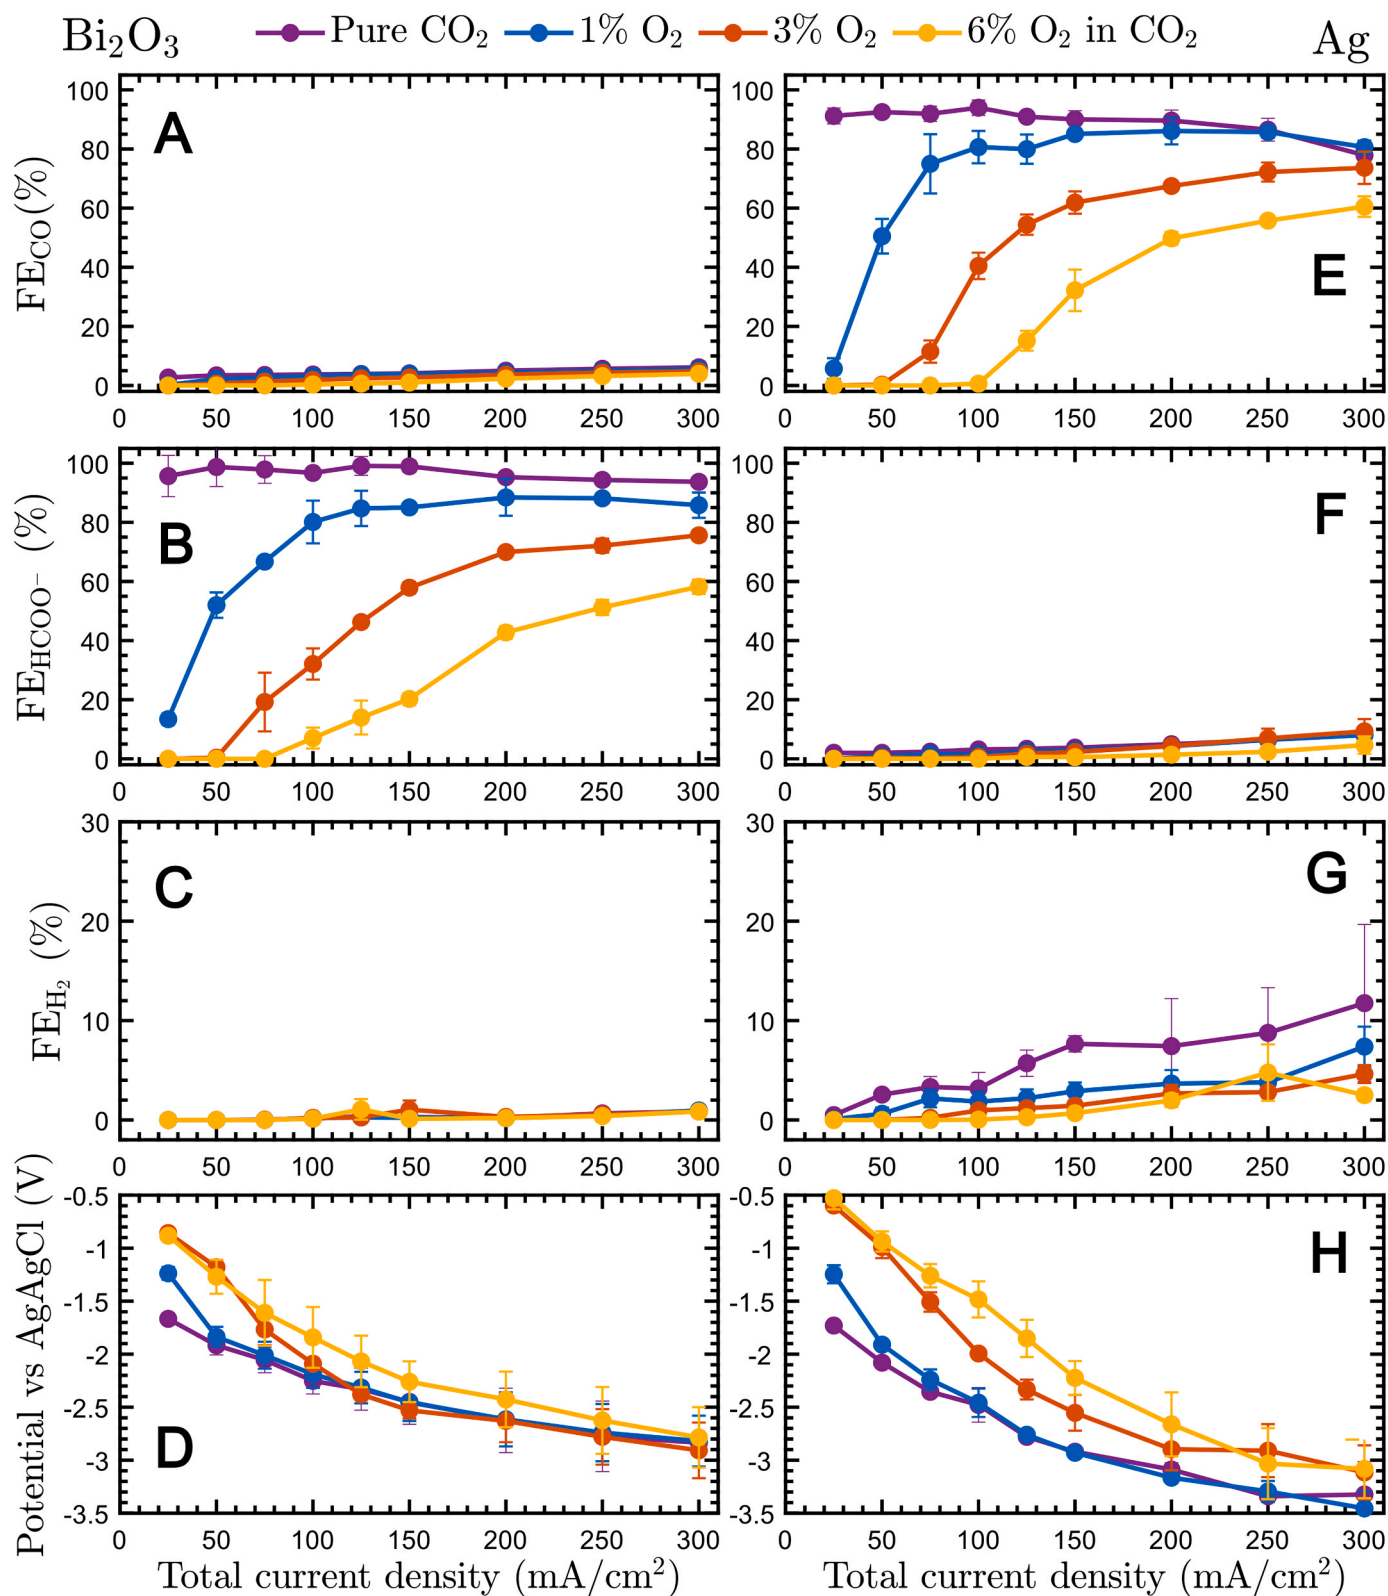 Bi₂O₃ Pure CO₂ 1% O₂ 3% O₂ 6% O₂ in CO₂ Ag
FE_CO(%)
100
80
60
40
20
0
A
0 50 100 150 200 250 300
100
80
60
40
20
0
E
0 50 100 150 200 250 300
FE_HCOO⁻ (%)
100
80
60
40
20
0
B
0 50 100 150 200 250 300
100
80
60
40
20
0
F
0 50 100 150 200 250 300
FE_H₂ (%)
30
20
10
0
C
0 50 100 150 200 250 300
30
20
10
0
G
0 50 100 150 200 250 300
Potential vs AgAgCl (V)
-0.5
-1
-1.5
-2
-2.5
-3
-3.5
D
0 50 100 150 200 250 300
Total current density (mA/cm²)
-0.5
-1
-1.5
-2
-2.5
-3
-3.5
H
0 50 100 150 200 250 300
Total current density (mA/cm²)